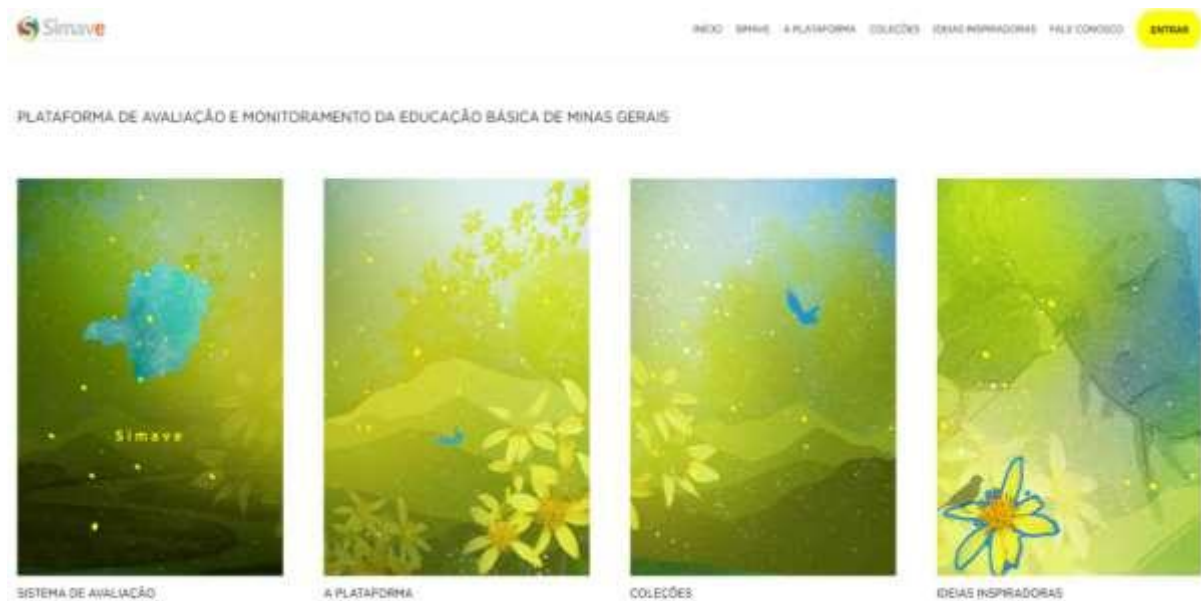 Simave
INÍCIO SIMAVE A PLATAFORMA COLEÇÕES IDEIAS INSPIRADORAS FALE CONOSCO ENTRAR
PLATAFORMA DE AVALIAÇÃO E MONITORAMENTO DA EDUCAÇÃO BÁSICA DE MINAS GERAIS
Simave
SISTEMA DE AVALIAÇÃO A PLATAFORMA COLEÇÕES IDEIAS INSPIRADORAS